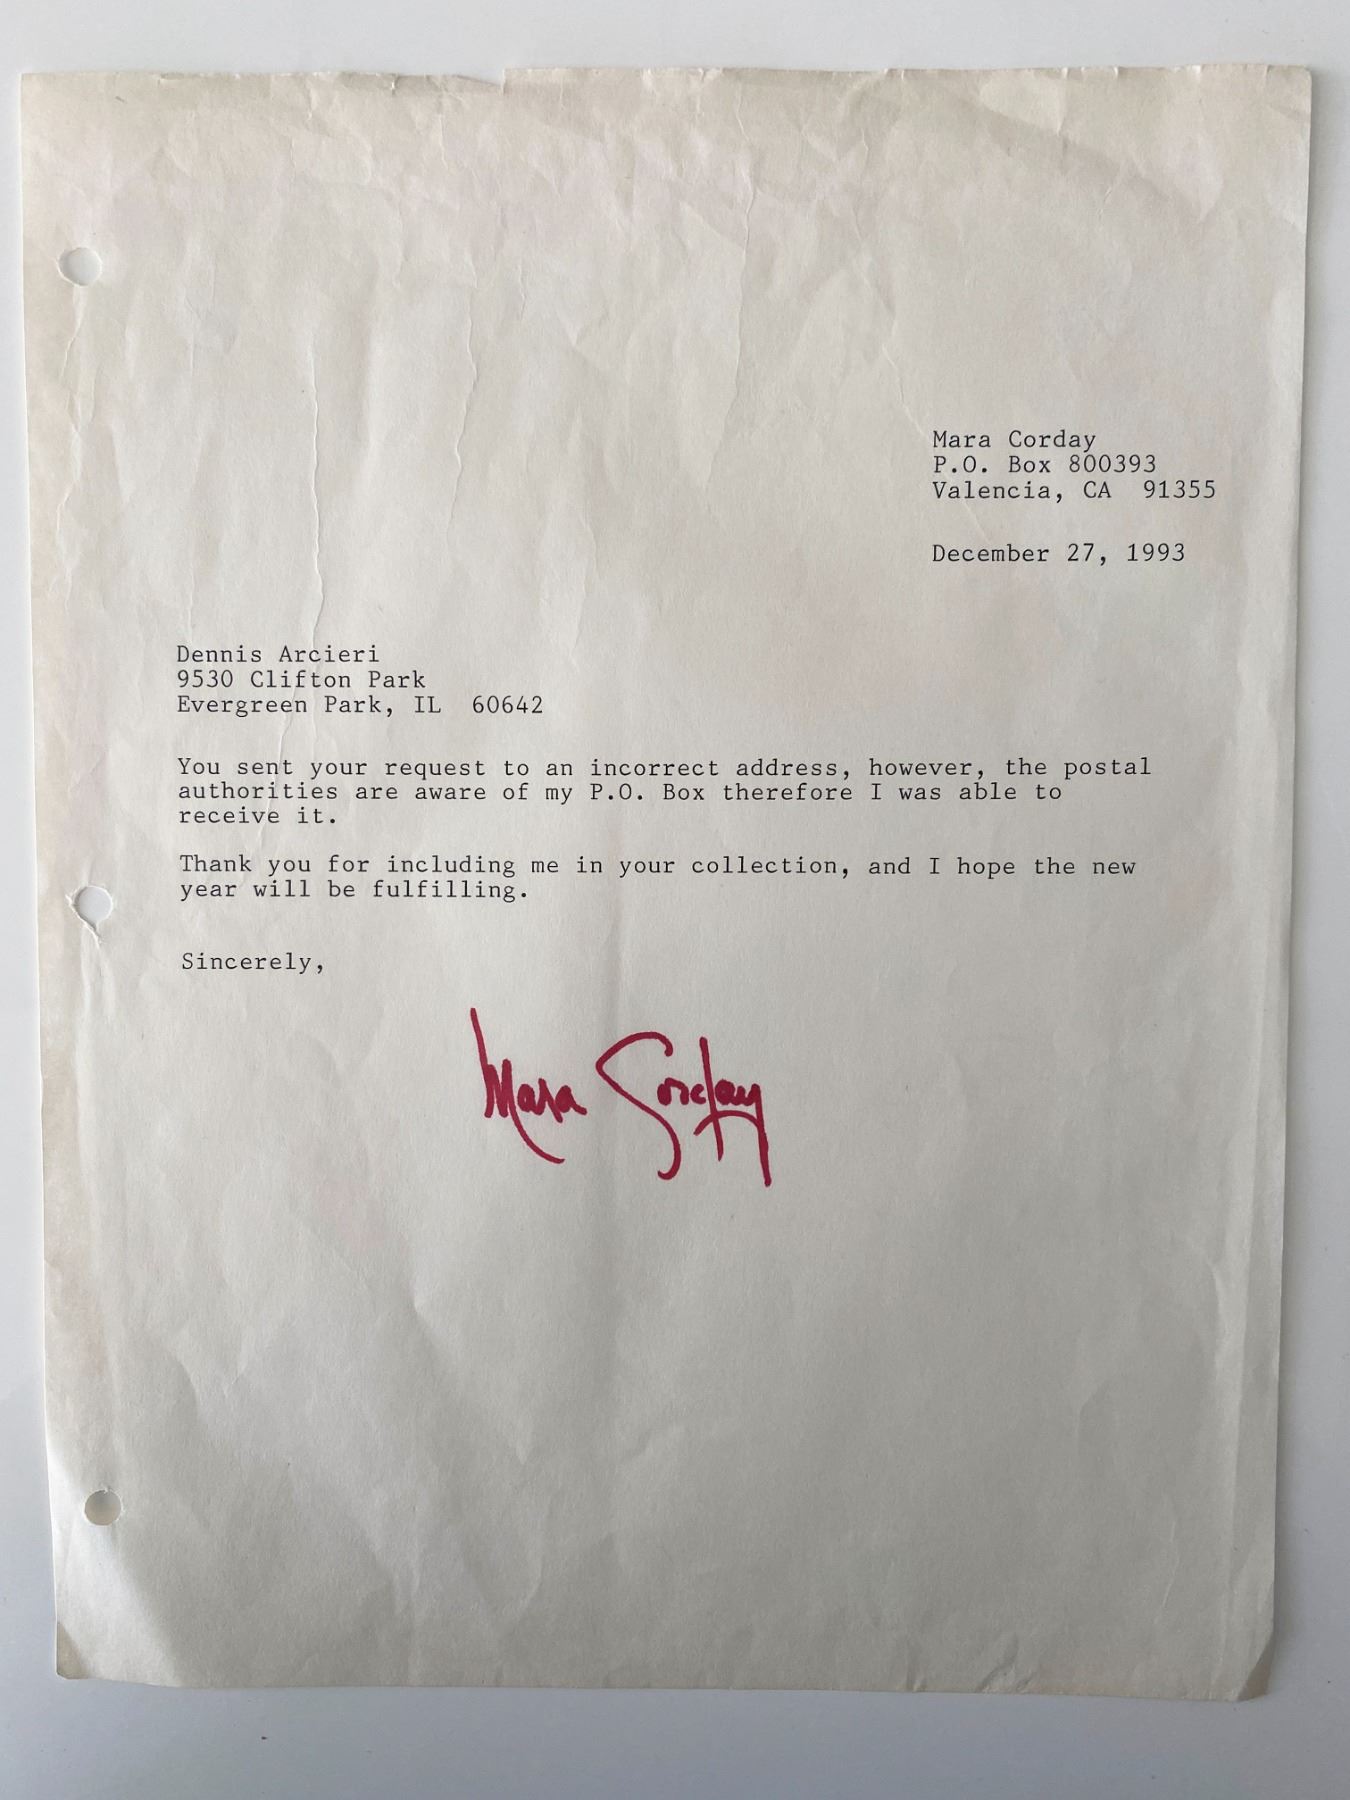 Mara Corday
P.O. Box 800393
Valencia, CA  91355
December 27, 1993
Dennis Arcieri
9530 Clifton Park
Evergreen Park, IL  60642
You sent your request to an incorrect address, however, the postal
authorities are aware of my P.O. Box therefore I was able to
receive it.
Thank you for including me in your collection, and I hope the new
year will be fulfilling.
Sincerely,
Mara Corday